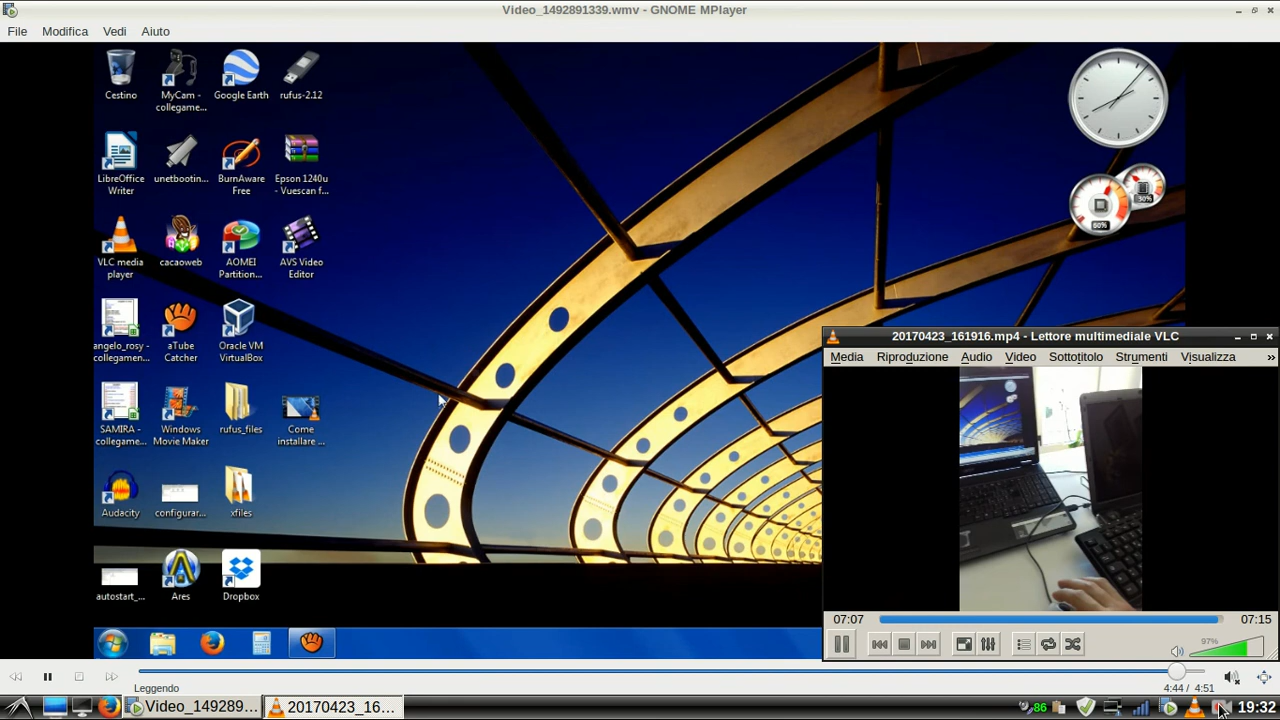 Video_1492891339.wmv - GNOME MPlayer
File Modifica Vedi Aiuto
Cestino
MyCam -
collegame...
Google Earth
rufus-2.12
LibreOffice
Writer
unetbootin...
BurnAware
Free
Epson 1240u
- Vuescan f...
VLC media
player
cacaoweb
AOMEI
Partition...
AVS Video
Editor
angelo_rosy -
collegamen...
aTube
Catcher
Oracle VM
VirtualBox
SAMIRA -
collegame...
Windows
Movie Maker
rufus_files
Come
installare ...
Audacity
configurar...
xfiles
autostart_...
Ares
Dropbox
30%
60%
20170423_161916.mp4 - Lettore multimediale VLC
Media Riproduzione Audio Video Sottotitolo Strumenti Visualizza »
07:07 07:15
97%
Leggendo 4:44 / 4:51
Video_149289... 20170423_16... 86 19:32